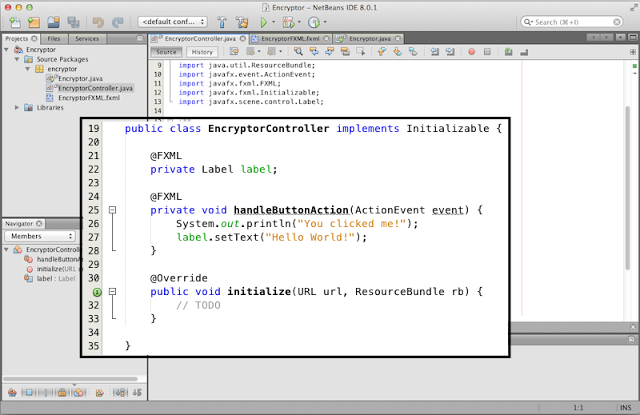 Encryptor – NetBeans IDE 8.0.1
<default conf...
Search (⌘+I)
Projects
Files
Services
EncryptorController.java
EncryptorFXML.fxml
Encryptor.java
Encryptor
Source Packages
encryptor
Encryptor.java
EncryptorController.java
EncryptorFXML.fxml
Libraries
Source
History
9 import java.util.ResourceBundle;
10 import javafx.event.ActionEvent;
11 import javafx.fxml.FXML;
12 import javafx.fxml.Initializable;
13 import javafx.scene.control.Label;
14
19 public class EncryptorController implements Initializable {
20
21 @FXML
22 private Label label;
23
24 @FXML
25 private void handleButtonAction(ActionEvent event) {
26 System.out.println("You clicked me!");
27 label.setText("Hello World!");
28 }
29
30 @Override
public void initialize(URL url, ResourceBundle rb) {
32 // TODO
33 }
34
35 }
Navigator
Members
EncryptorControll
handleButtonA
initialize(URL
label : Label
1:1
INS